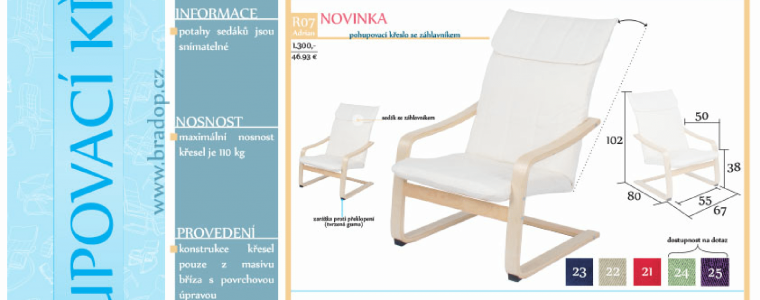 UPOVACÍ KŘ
www.bradop.cz
INFORMACE
potahy sedáků jsou
snímatelné
NOSNOST
maximální nosnost
křesel je 110 kg
PROVEDENÍ
konstrukce křesel
pouze z masivu
bříza s povrchovou
úpravou
R07
Adrian
NOVINKA
pohupovací křeslo se záhlavníkem
1.300,-
46.93 €
sedák se záhlavníkem
zarážka proti překlopení
(tvrzená guma)
50
102
38
80
55
67
dostupnost na dotaz
23
22
21
24
25